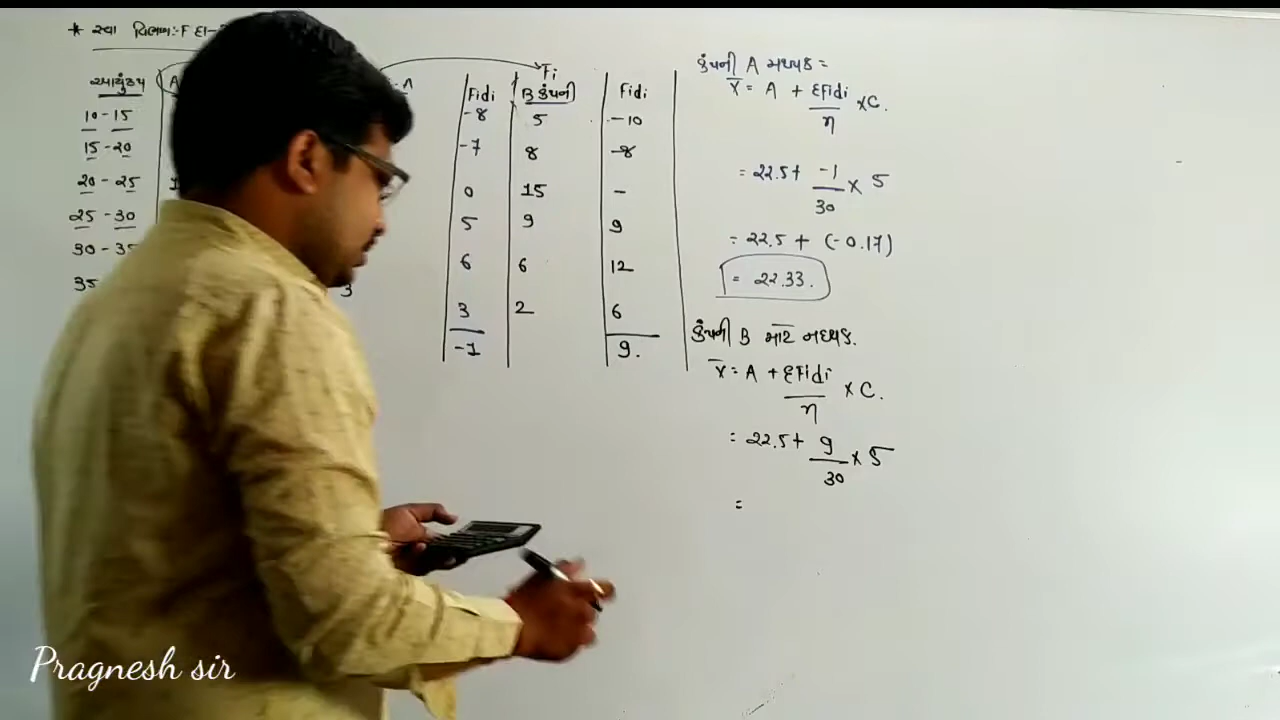 * સ્વા વિભાગ:- F
આયુષ્ય
10 - 15
15 - 20
20 - 25
25 - 30
30 - 35
35
3
Fidi
-8
-7
0
5
6
3
-1
Fi
B કંપની
5
8
15
9
6
2
Fidi
-10
-8
-
9
12
6
9.
કંપની A મધ્યક =
x̄ = A + Σfidi/n × C.
= 22.5 + -1/30 × 5
= 22.5 + (-0.17)
= 22.33.
કંપની B માટે મધ્યક.
x̄ = A + Σfidi/n × C.
= 22.5 + 9/30 × 5
=
Pragnesh sir